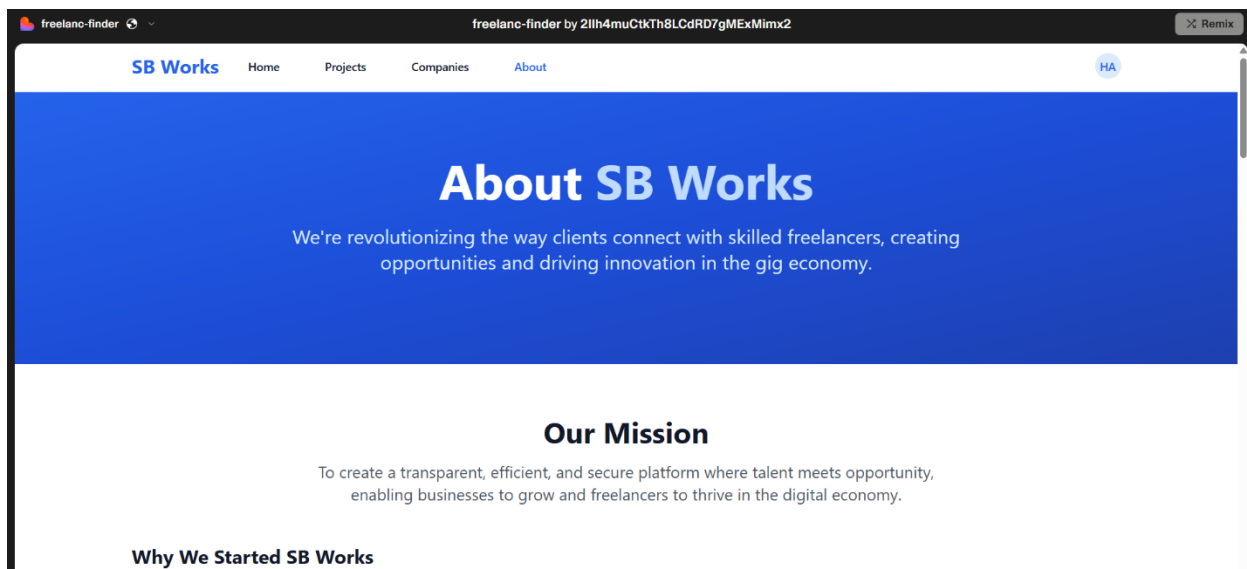 freelanc-finder
freelanc-finder by 2Ilh4muCtkTh8LCdRD7gMExMimx2
Remix
SB Works
Home
Projects
Companies
About
HA
About SB Works
We're revolutionizing the way clients connect with skilled freelancers, creating
opportunities and driving innovation in the gig economy.
Our Mission
To create a transparent, efficient, and secure platform where talent meets opportunity,
enabling businesses to grow and freelancers to thrive in the digital economy.
Why We Started SB Works